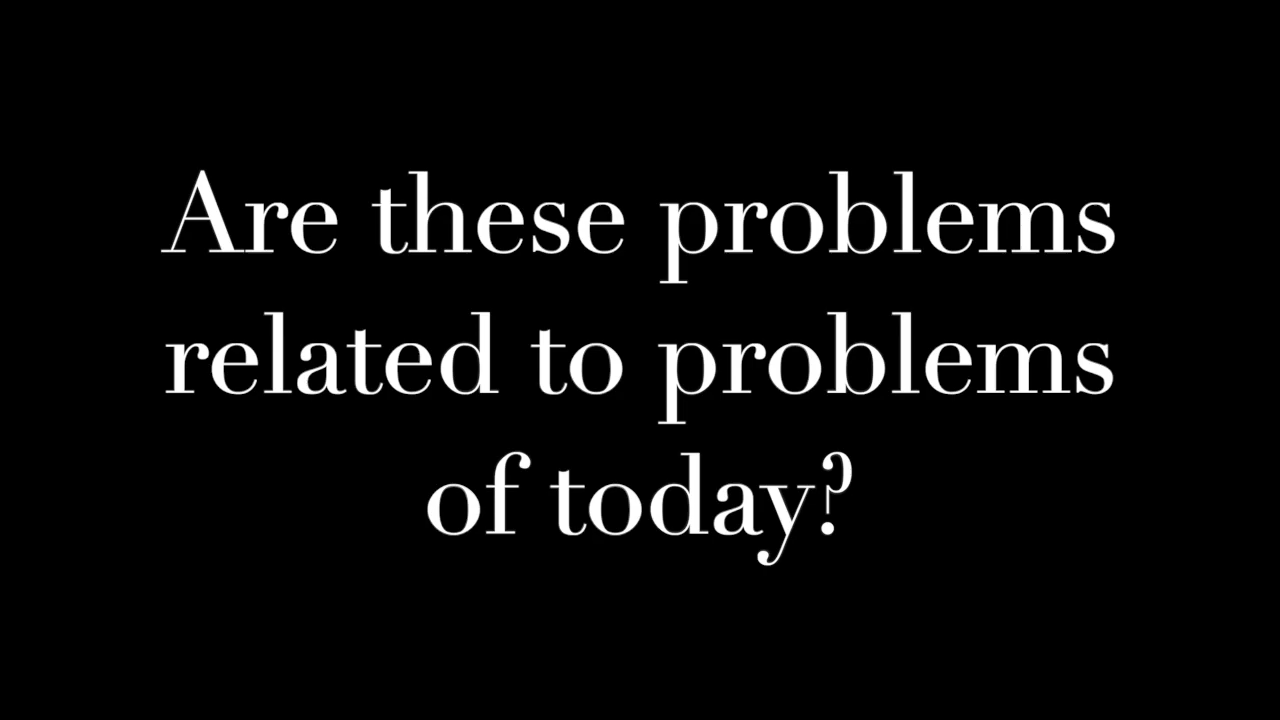 Are these problems
related to problems
of today?